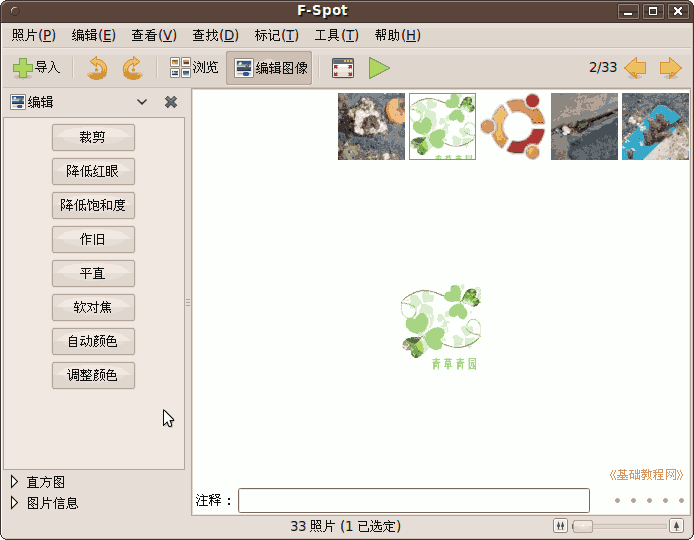 F-Spot
照片(P) 编辑(E) 查看(V) 查找(D) 标记(T) 工具(T) 帮助(H)
导入 浏览 编辑图像 2/33
编辑
裁剪
降低红眼
降低饱和度
作旧
平直
软对焦
自动颜色
调整颜色
青草青园
《基础教程网》
直方图
图片信息
注释：
33 照片 (1 已选定)